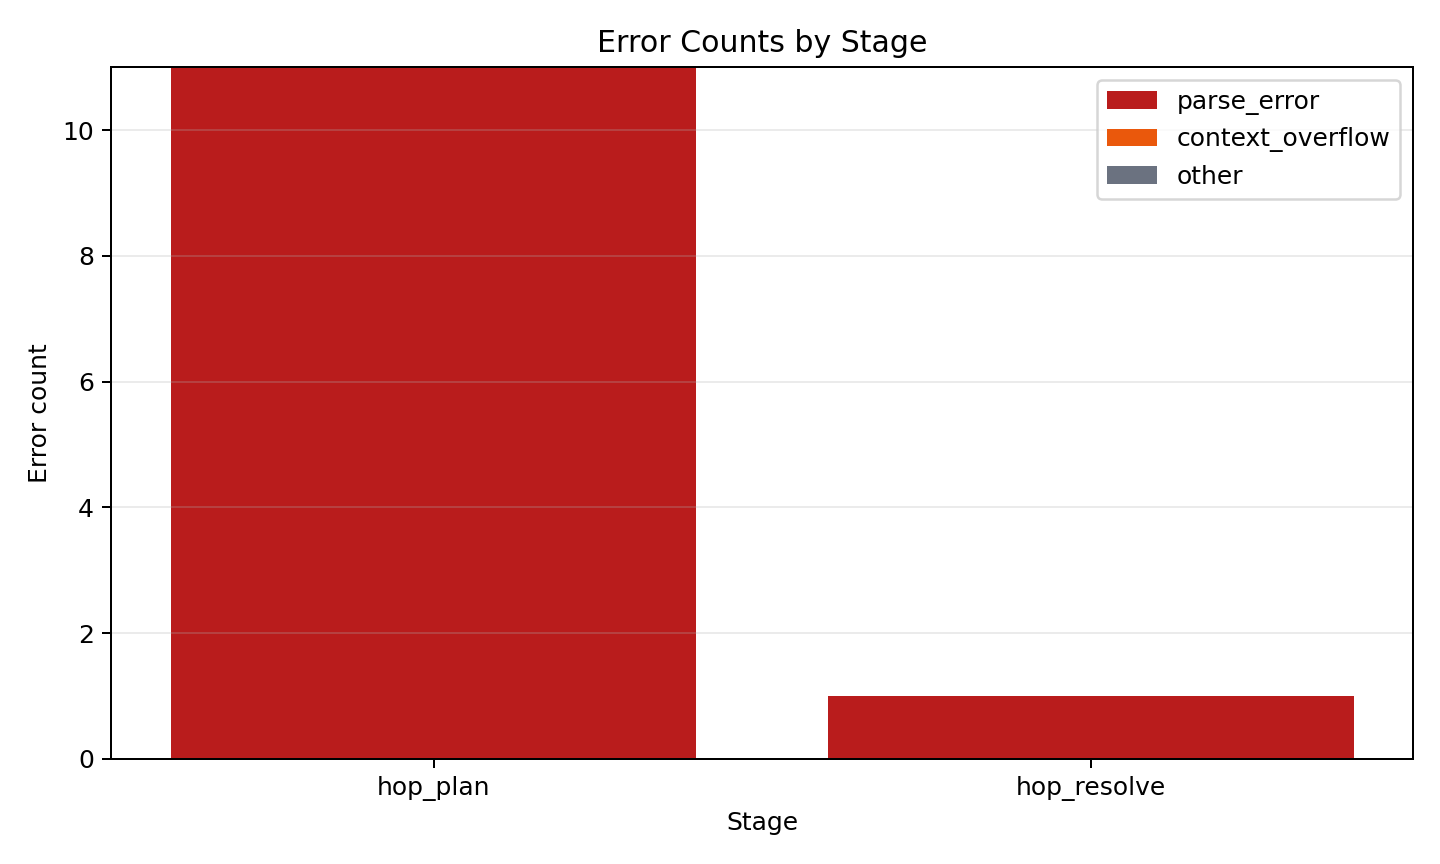 Error Counts by Stage
parse_error
context_overflow
other
Error count
10
8
6
4
2
0
hop_plan
hop_resolve
Stage